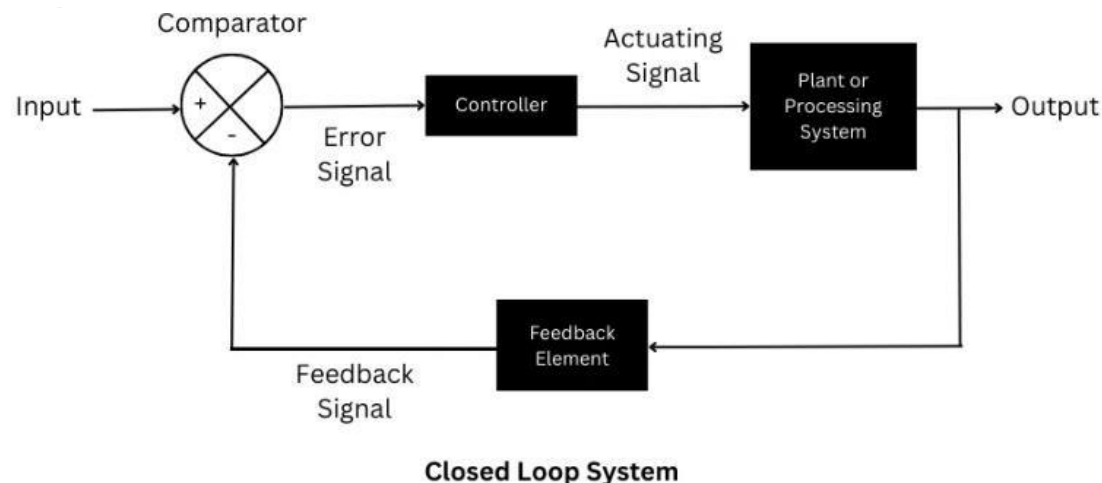 Comparator
Input
+
-
Error
Signal
Controller
Actuating
Signal
Plant or
Processing
System
Output
Feedback
Element
Feedback
Signal
Closed Loop System